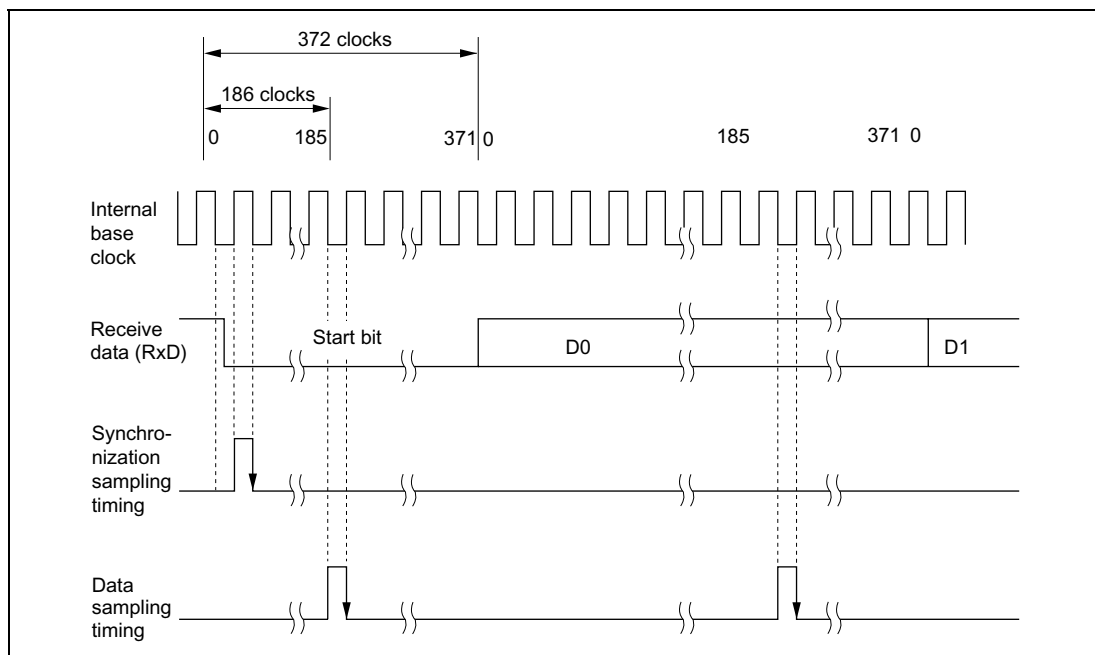 372 clocks
186 clocks
0 185 371 0 185 371 0
Internal
base
clock
Receive
data (RxD)
Start bit D0 D1
Synchro-
nization
sampling
timing
Data
sampling
timing